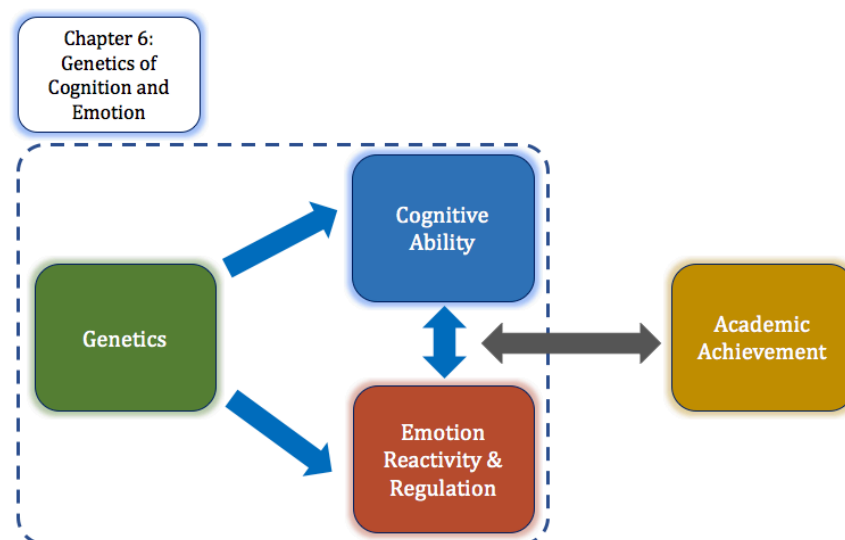 Chapter 6:
Genetics of
Cognition and
Emotion
Cognitive
Ability
Genetics
Academic
Achievement
Emotion
Reactivity &
Regulation